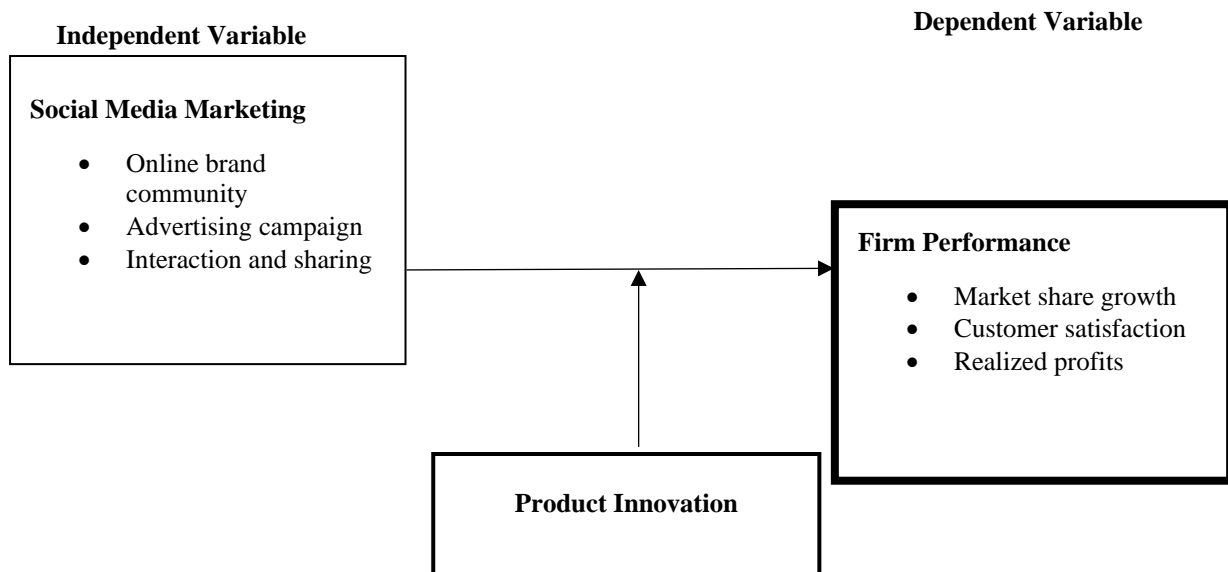 Independent Variable
Dependent Variable
Social Media Marketing
• Online brand
community
• Advertising campaign
• Interaction and sharing
Firm Performance
• Market share growth
• Customer satisfaction
• Realized profits
Product Innovation